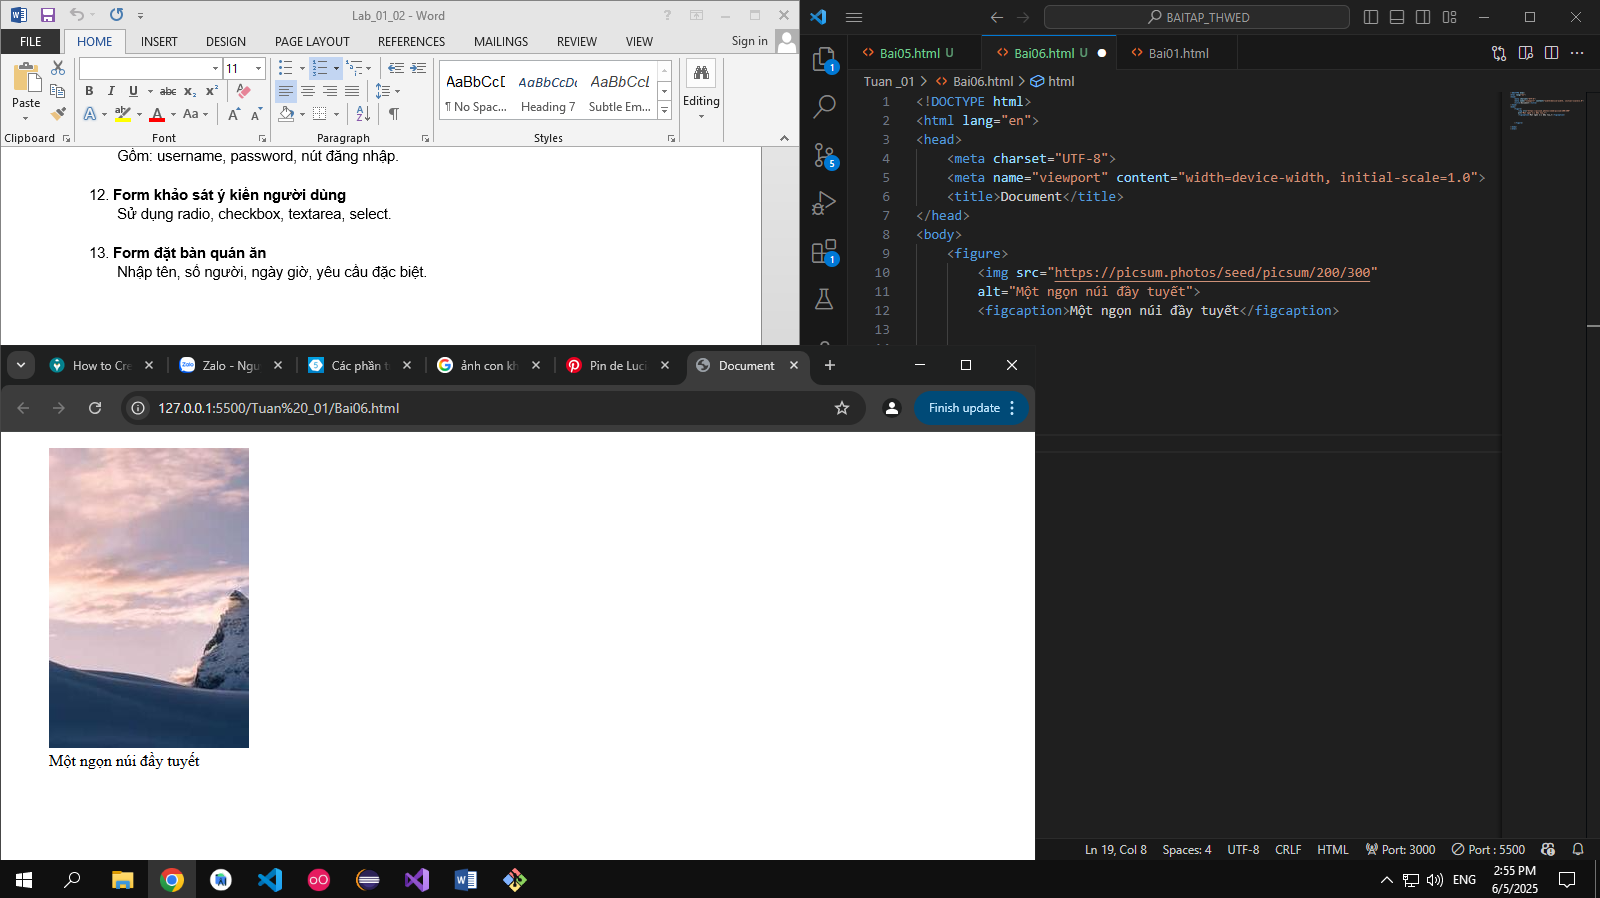 Lab_01_02 - Word
FILE
HOME
INSERT
DESIGN
PAGE LAYOUT
REFERENCES
MAILINGS
REVIEW
VIEW
Sign in
Paste
11
B I U abc x₂ x²
Aa
AaBbCcD
AaBbCcDc
AaBbCcL
¶ No Spac...
Heading 7
Subtle Em...
Editing
Clipboard
Font
Paragraph
Styles
Gồm: username, password, nút đăng nhập.
12. Form khảo sát ý kiến người dùng
Sử dụng radio, checkbox, textarea, select.
13. Form đặt bàn quán ăn
Nhập tên, số người, ngày giờ, yêu cầu đặc biệt.
BAITAP_THWED
Bai05.html U
Bai06.html U
Bai01.html
Tuan _01 > Bai06.html > html
1 <!DOCTYPE html>
2 <html lang="en">
3 <head>
4 <meta charset="UTF-8">
5 <meta name="viewport" content="width=device-width, initial-scale=1.0">
6 <title>Document</title>
7 </head>
8 <body>
9 <figure>
10 <img src="https://picsum.photos/seed/picsum/200/300"
11 alt="Một ngọn núi đầy tuyết">
12 <figcaption>Một ngọn núi đầy tuyết</figcaption>
13
1
5
1
How to Cre
Zalo - Ngu
Các phần t
ảnh con kh
Pin de Luci
Document
127.0.0.1:5500/Tuan%20_01/Bai06.html
Finish update
Một ngọn núi đầy tuyết
Ln 19, Col 8
Spaces: 4
UTF-8
CRLF
HTML
Port: 3000
Port : 5500
ENG
2:55 PM
6/5/2025